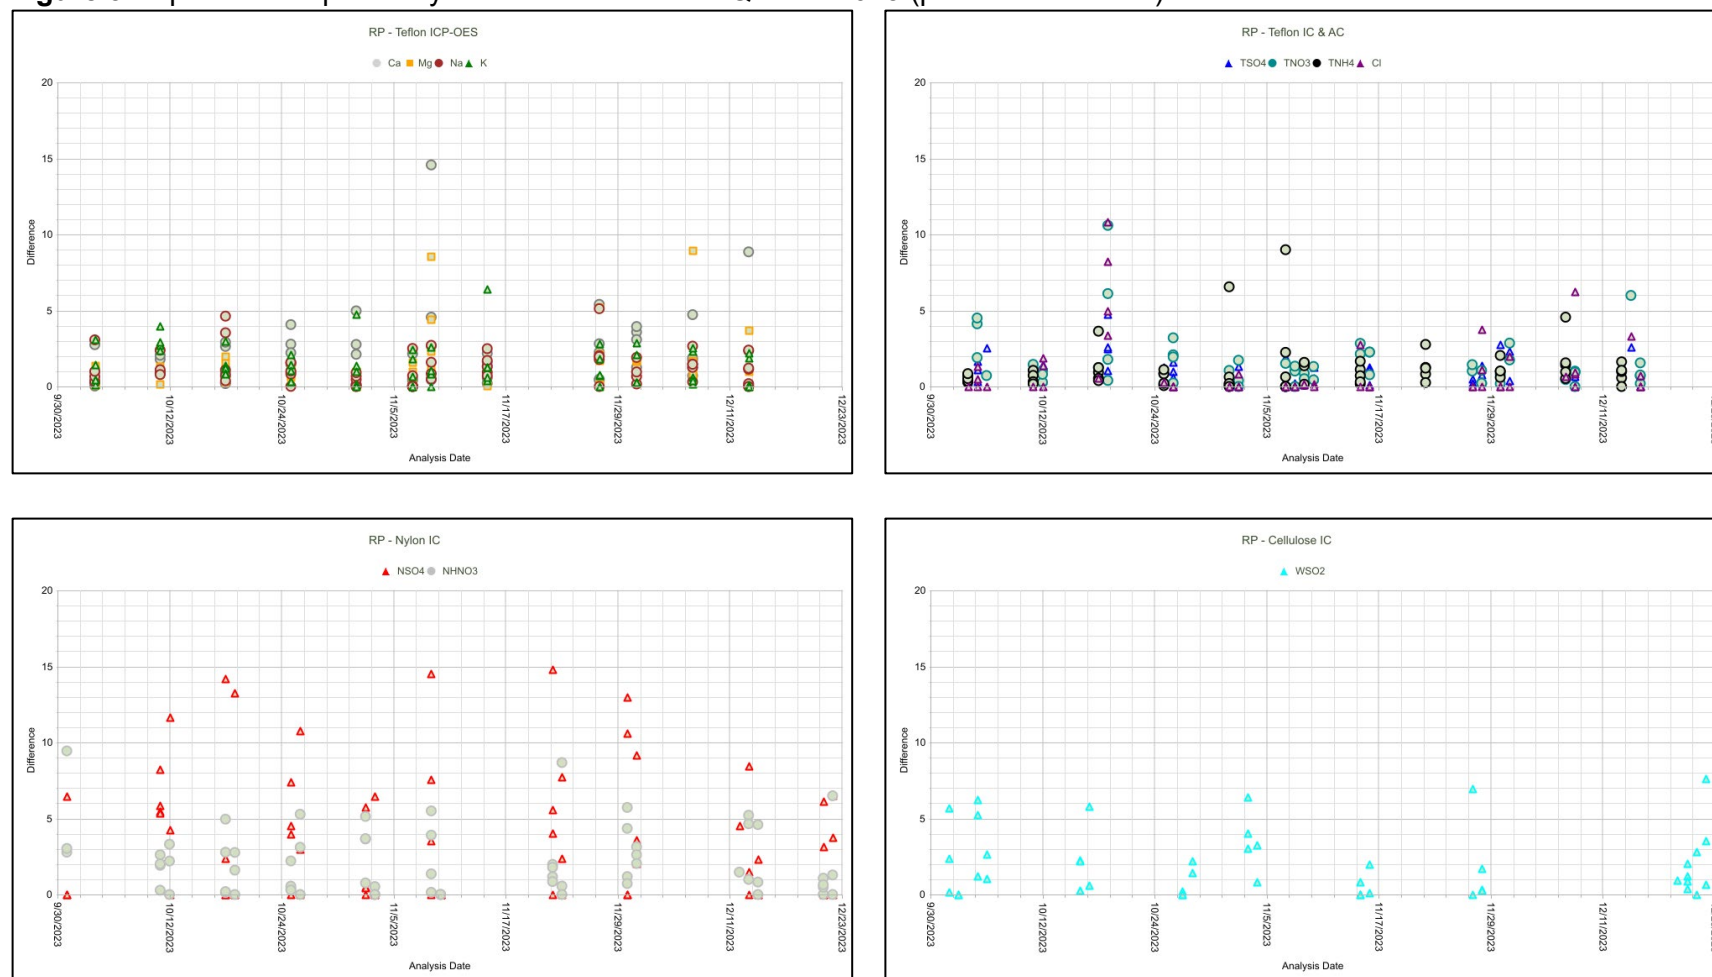 RP - Teflon ICP-OES
Ca Mg Na K
20
15
10
5
0
Difference
9/30/2023 10/12/2023 10/24/2023 11/5/2023 11/17/2023 11/29/2023 12/11/2023 12/23/2023
Analysis Date
RP - Teflon IC & AC
TSO4 TNO3 TNH4 Cl
20
15
10
5
0
Difference
9/30/2023 10/12/2023 10/24/2023 11/5/2023 11/17/2023 11/29/2023 12/11/2023
Analysis Date
RP - Nylon IC
NSO4 NHNO3
20
15
10
5
0
Difference
9/30/2023 10/12/2023 10/24/2023 11/5/2023 11/17/2023 11/29/2023 12/11/2023 12/23/2023
Analysis Date
RP - Cellulose IC
WSO2
20
15
10
5
0
Difference
9/30/2023 10/12/2023 10/24/2023 11/5/2023 11/17/2023 11/29/2023 12/11/2023
Analysis Date